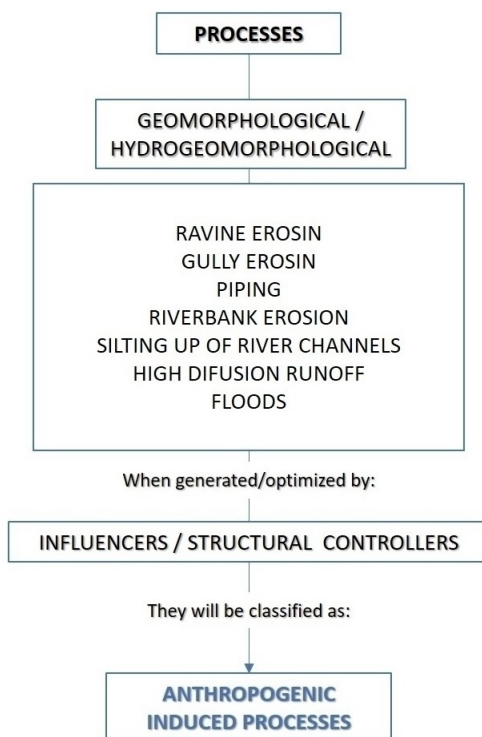 PROCESSES
GEOMORPHOLOGICAL /
HYDROGEOMORPHOLOGICAL
RAVINE EROSIN
GULLY EROSIN
PIPING
RIVERBANK EROSION
SILTING UP OF RIVER CHANNELS
HIGH DIFUSION RUNOFF
FLOODS
When generated/optimized by:
INFLUENCERS / STRUCTURAL CONTROLLERS
They will be classified as:
ANTHROPOGENIC
INDUCED PROCESSES